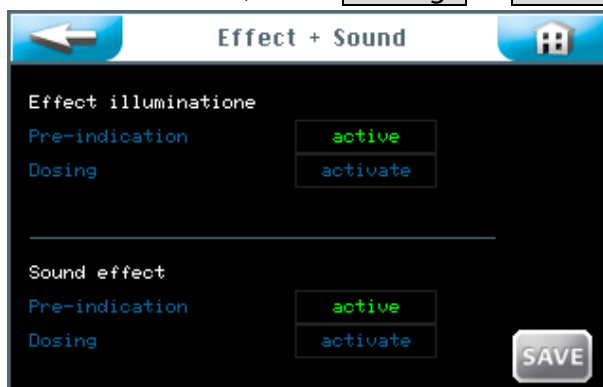 Effect + Sound
Effect illuminatione
Pre-indication active
Dosing activate
Sound effect
Pre-indication active
Dosing activate
SAVE